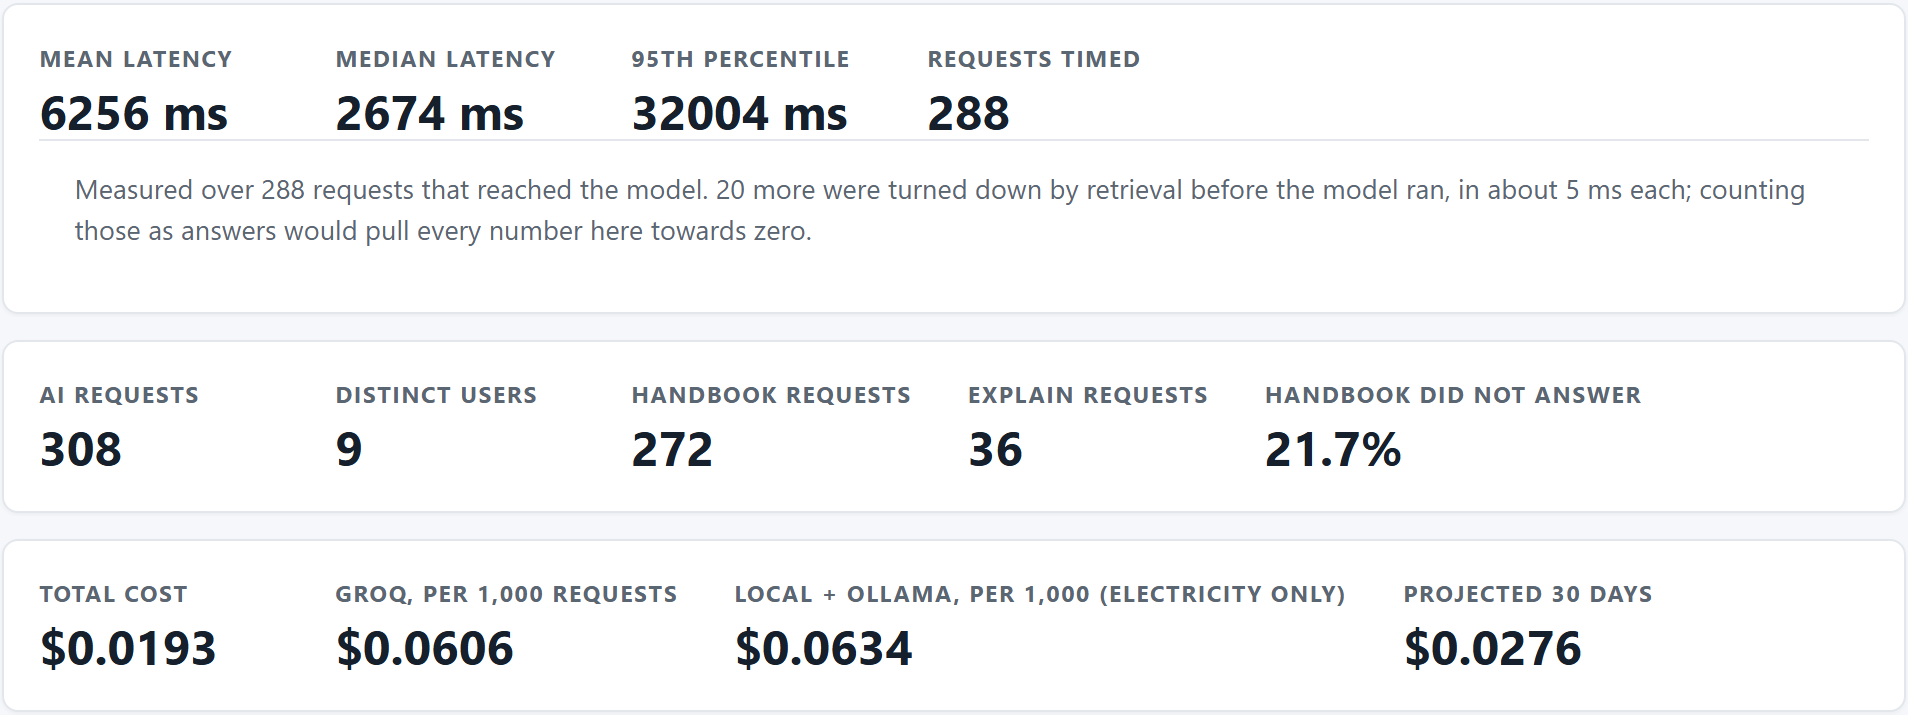 MEAN LATENCY MEDIAN LATENCY 95TH PERCENTILE REQUESTS TIMED
6256 ms 2674 ms 32004 ms 288
Measured over 288 requests that reached the model. 20 more were turned down by retrieval before the model ran, in about 5 ms each; counting
those as answers would pull every number here towards zero.
AI REQUESTS DISTINCT USERS HANDBOOK REQUESTS EXPLAIN REQUESTS HANDBOOK DID NOT ANSWER
308 9 272 36 21.7%
TOTAL COST GROQ, PER 1,000 REQUESTS LOCAL + OLLAMA, PER 1,000 (ELECTRICITY ONLY) PROJECTED 30 DAYS
$0.0193 $0.0606 $0.0634 $0.0276